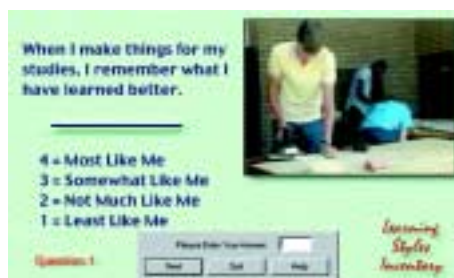 When I make things for my
studies, I remember what I
have learned better.
4 = Most Like Me
3 = Somewhat Like Me
2 = Not Much Like Me
1 = Least Like Me
Question 1
Please Enter Your Answer
Next Quit Help
Learning
Styles
Inventory